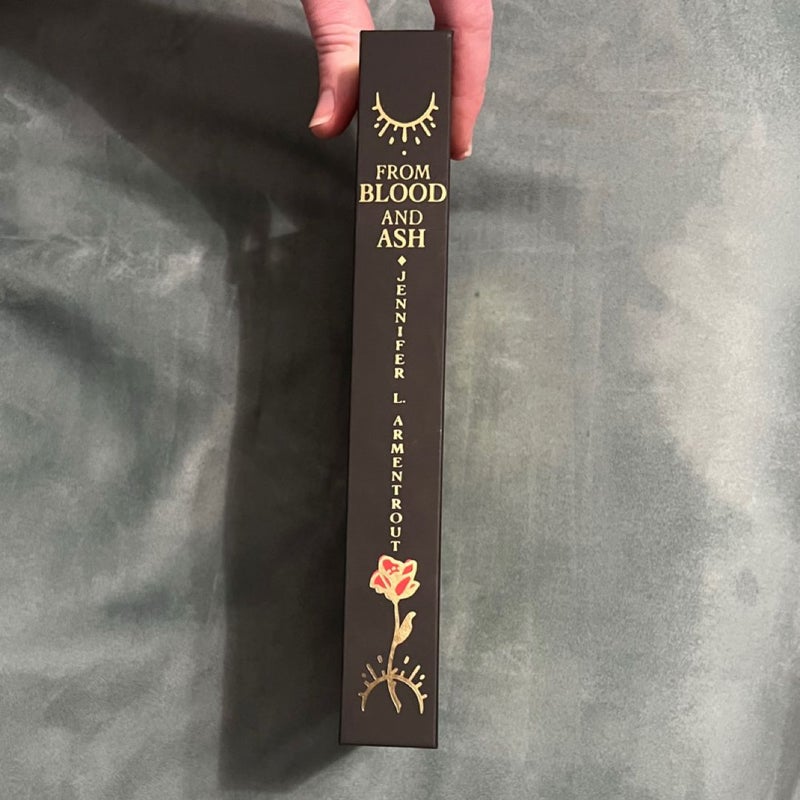 FROM
BLOOD
AND
ASH
JENNIFER L. ARMENTROUT